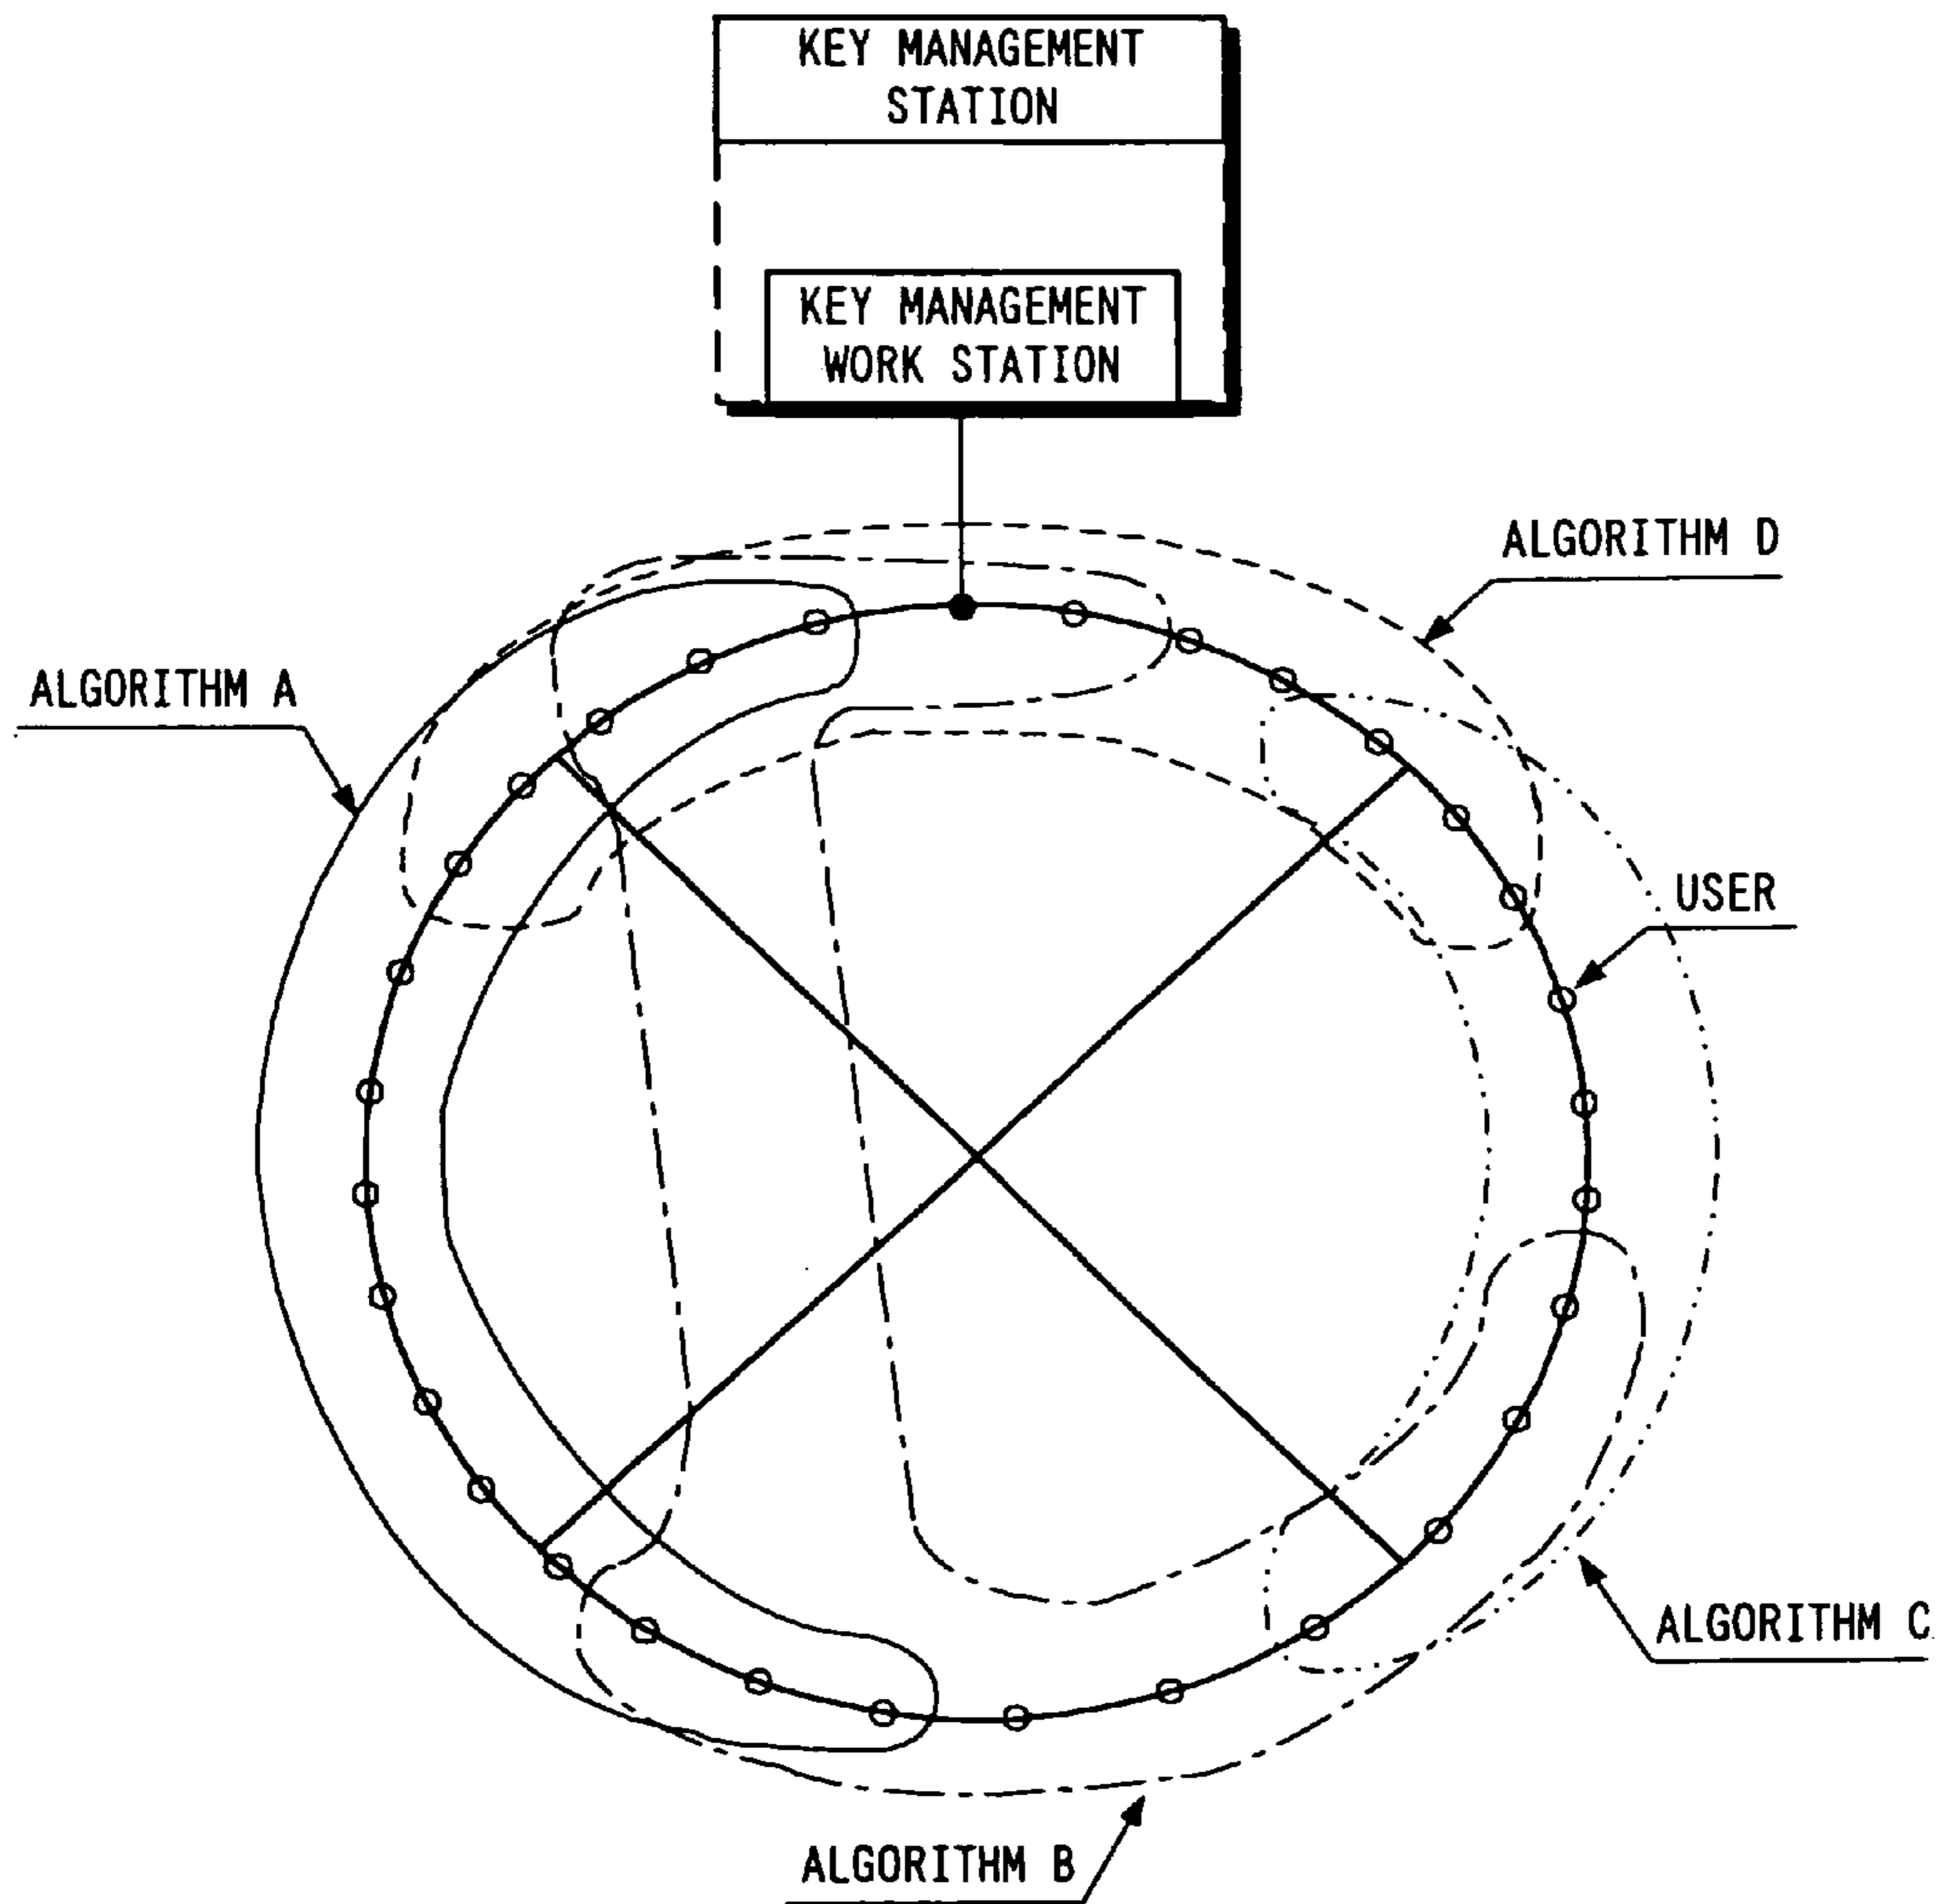 KEY MANAGEMENT
STATION
KEY MANAGEMENT
WORK STATION
ALGORITHM D
ALGORITHM A
USER
ALGORITHM C
ALGORITHM B